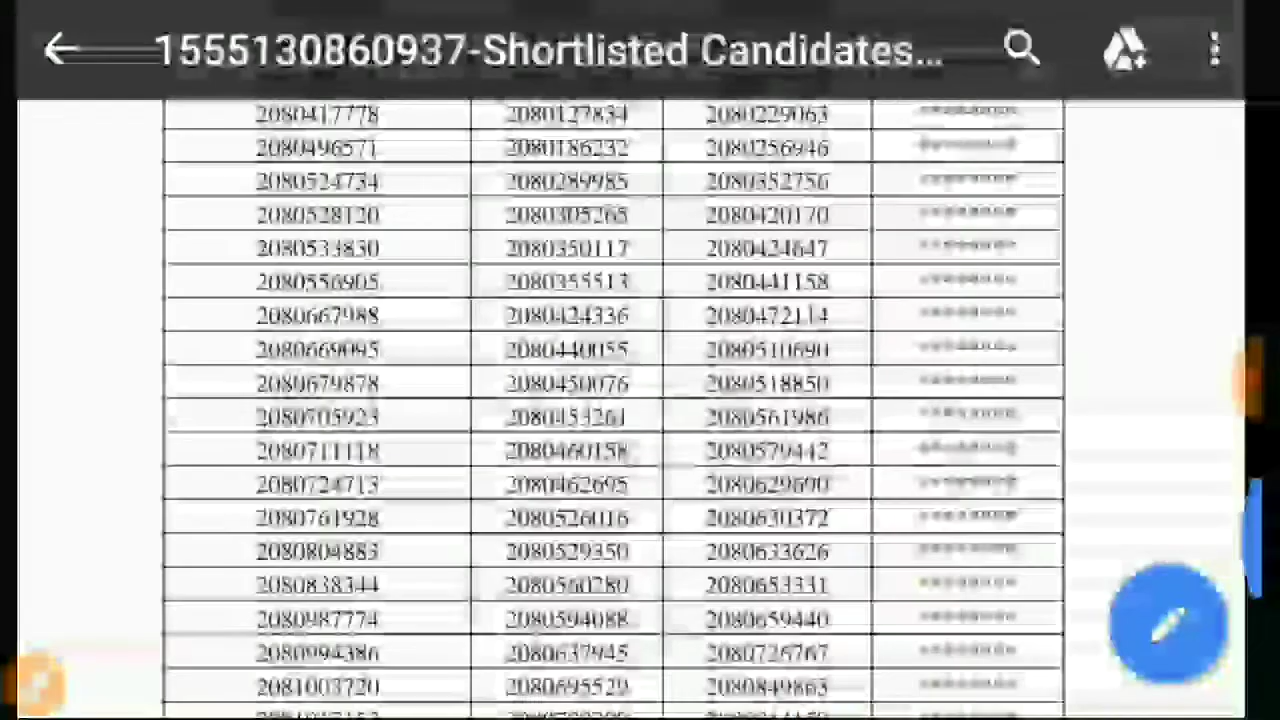 1555130860937-Shortlisted Candidates...
2080417778 2080127834 2080229063 ********
2080496571 2080186232 2080256946 ********
2080524734 2080289985 2080352756 ********
2080528120 2080305265 2080420170 ********
2080533830 2080350117 2080424647 ********
2080556905 2080355513 2080441158 ********
2080667988 2080424336 2080472114 ********
2080669095 2080440055 2080510690 ********
2080679878 2080450076 2080518850 ********
2080705923 2080453261 2080561986 ********
2080711118 2080460158 2080579442 ********
2080724713 2080462695 2080629690 ********
2080761928 2080526016 2080630372 ********
2080804883 2080529350 2080633626 ********
2080838344 2080560280 2080653331 ********
2080987774 2080594088 2080659440 ********
2080994386 2080637945 2080726767 ********
2081003720 2080695529 2080849863 ********